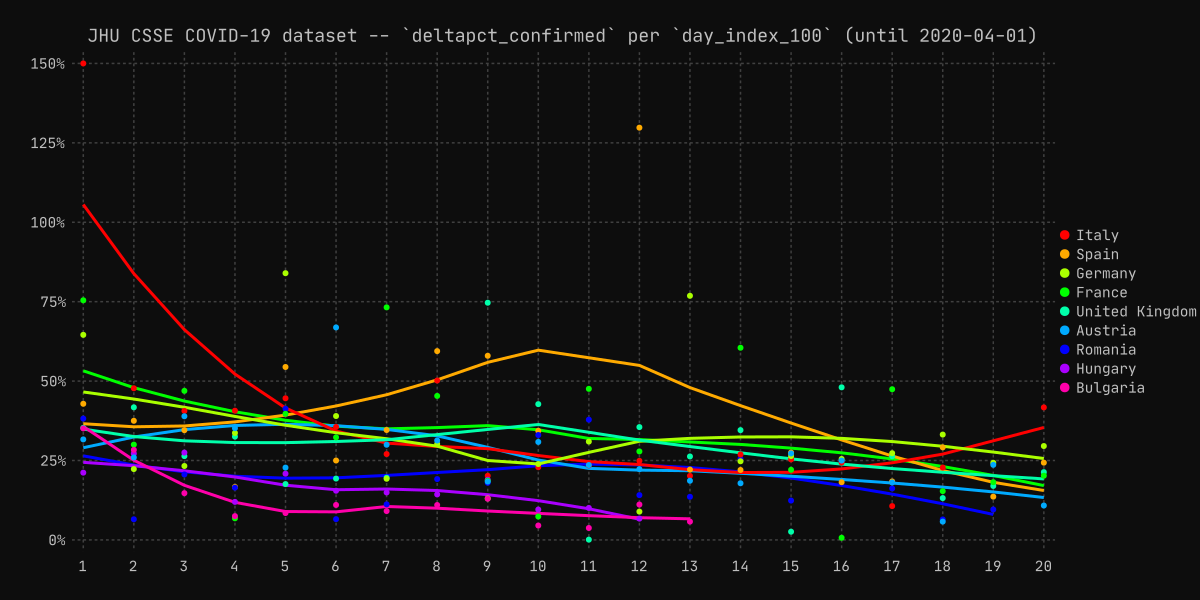 JHU CSSE COVID-19 dataset -- `deltapct_confirmed` per `day_index_100` (until 2020-04-01)
150%
125%
100%
75%
50%
25%
0%
1 2 3 4 5 6 7 8 9 10 11 12 13 14 15 16 17 18 19 20
Italy
Spain
Germany
France
United Kingdom
Austria
Romania
Hungary
Bulgaria